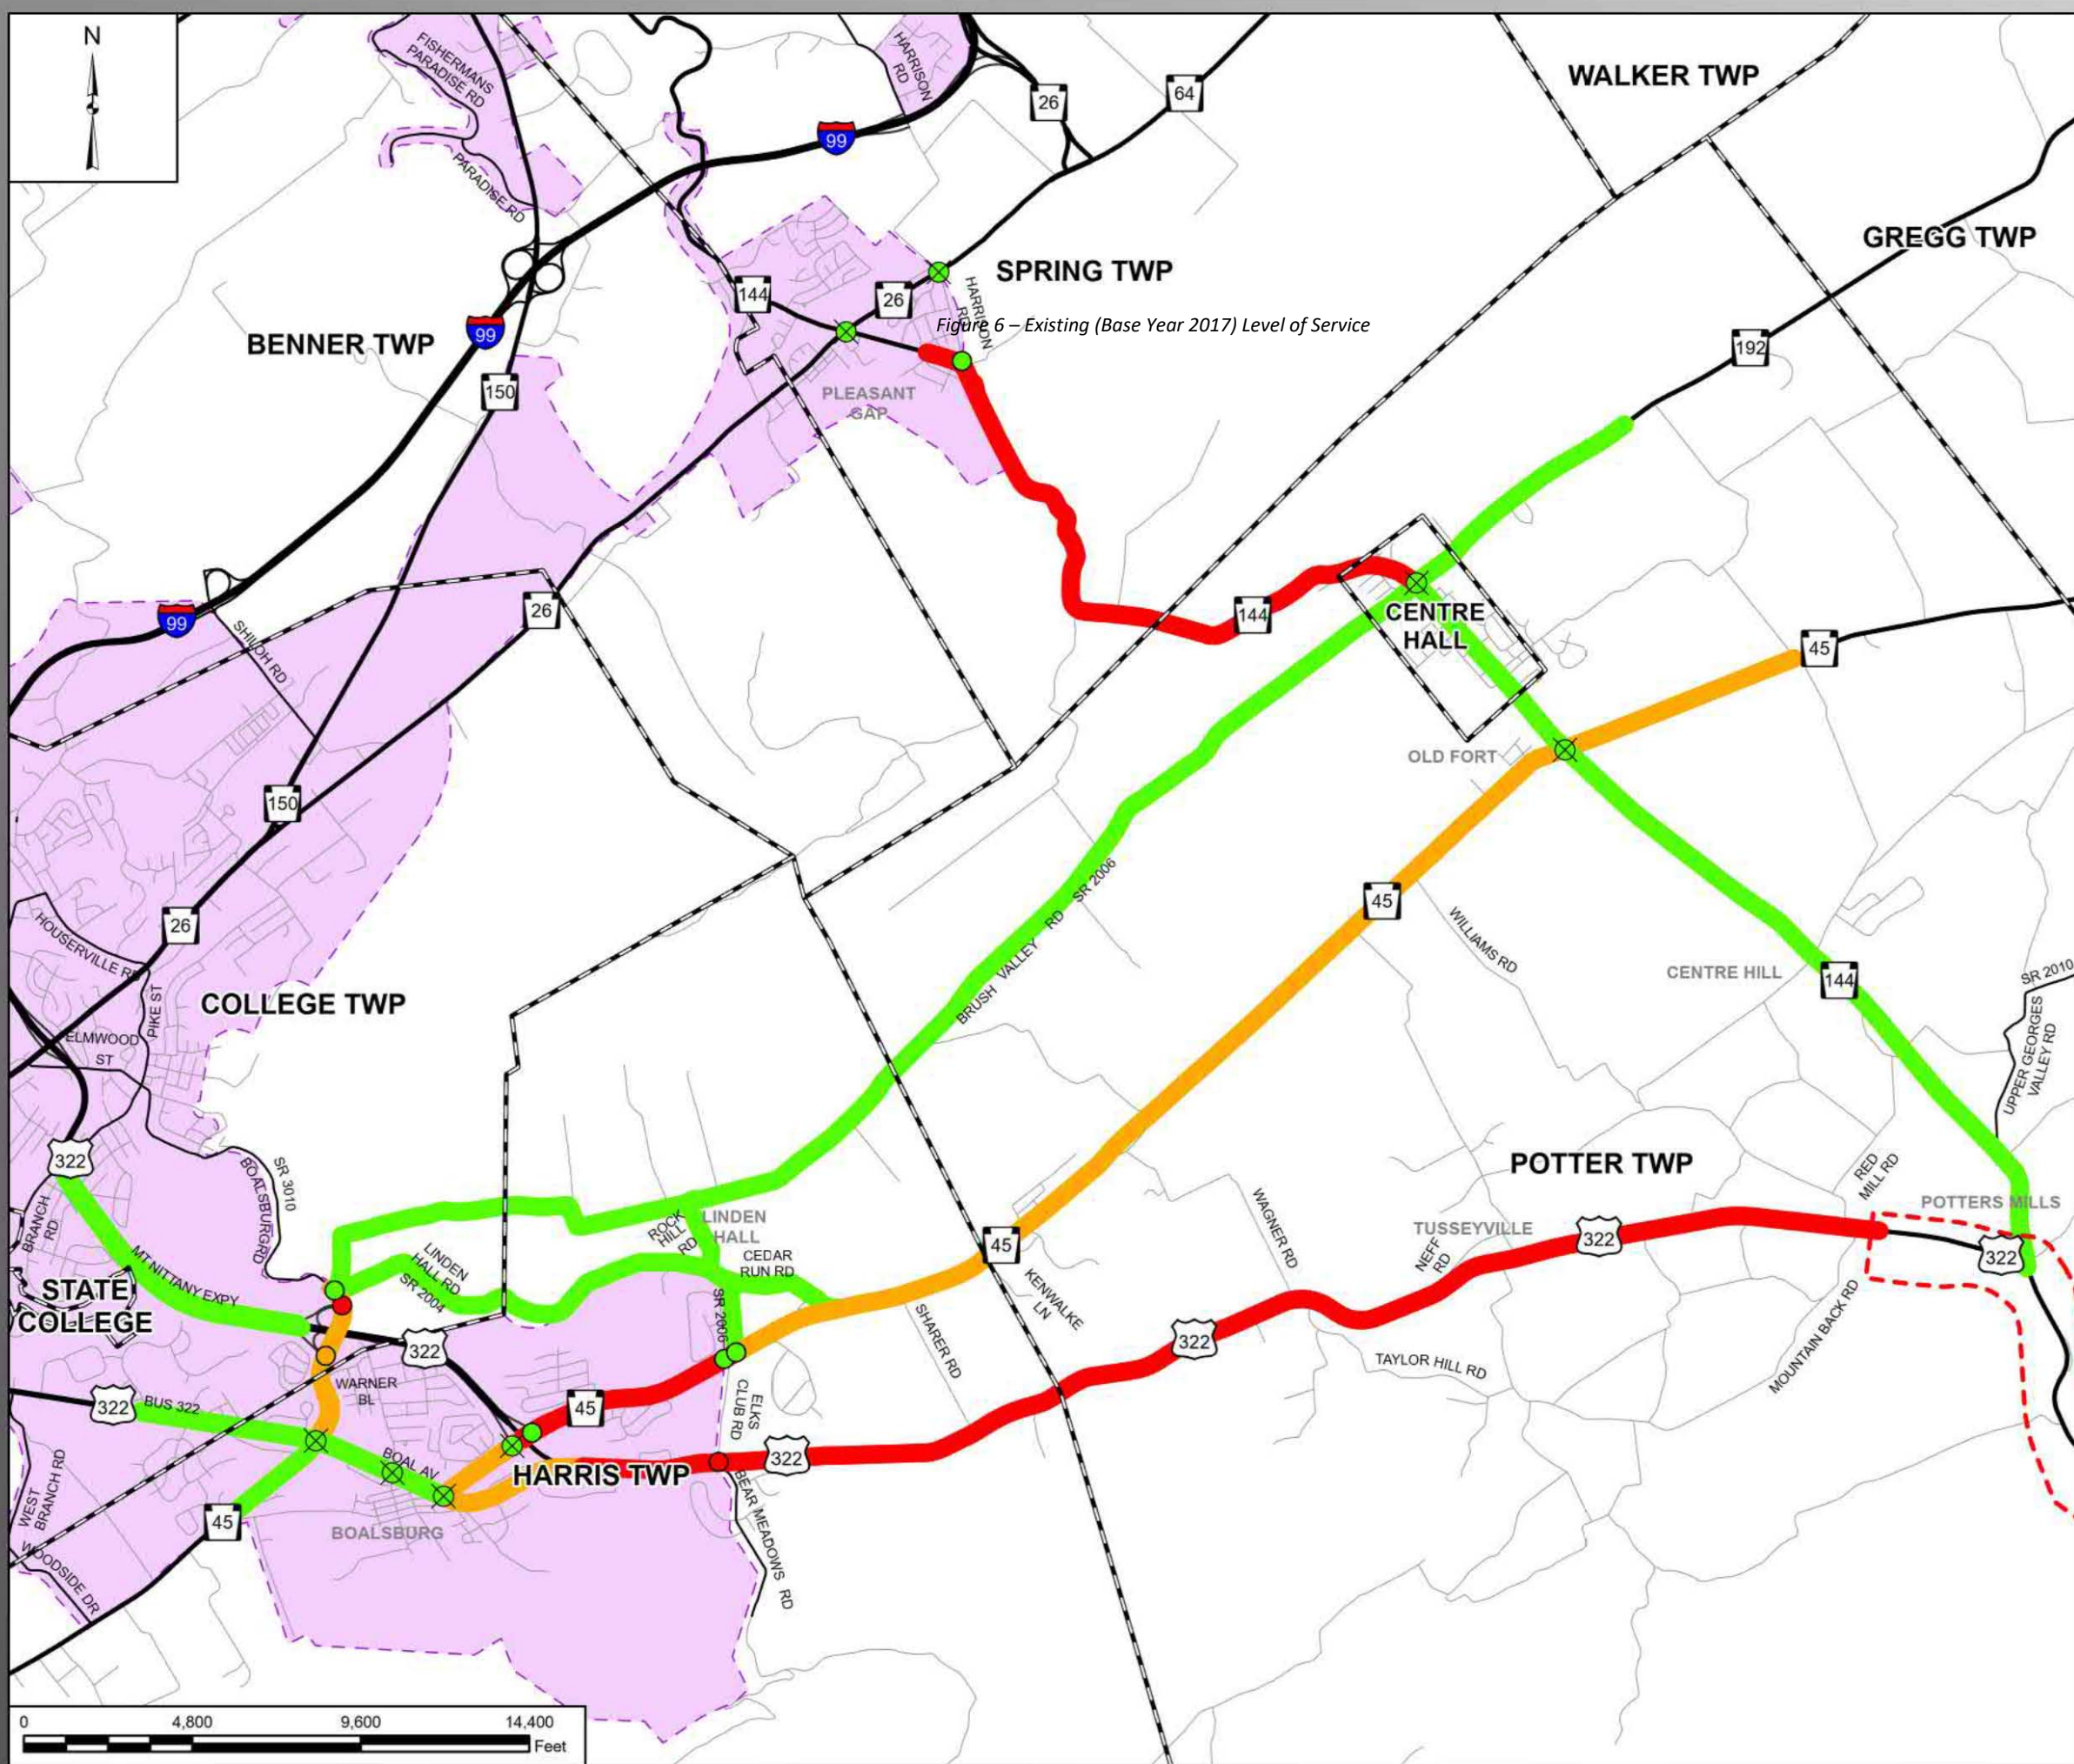 N
FISHERMANS
PARADISE RD
PARADISE RD
HARRISON
RD
26
64
99
WALKER TWP
GREGG TWP
SPRING TWP
144
26
HARRISON
RD
Figure 6 – Existing (Base Year 2017) Level of Service
BENNER TWP
99
150
192
PLEASANT
GAP
99
SHILOH RD
26
144
CENTRE
HALL
45
OLD FORT
150
BRUSH VALLEY RD SR 2006
45
WILLIAMS RD
26
HOUSERVILLE RD
COLLEGE TWP
PIKE ST
ELMWOOD
ST
CENTRE HILL
144
SR 2010
UPPER GEORGES
VALLEY RD
322
BRANCH
RD
BOALSBURG RD
SR 3010
MT NITTANY EXPY
STATE
COLLEGE
LINDEN
HALL RD
SR 2004
ROCK
HILL
RD
LINDEN
HALL
CEDAR
RUN RD
SR 2006
45
KENWALKE
LN
SHARER RD
WAGNER RD
POTTER TWP
RED
MILL RD
POTTERS MILLS
TUSSEYVILLE
NEFF
RD
322
322
322
TAYLOR HILL RD
MOUNTAIN BACK RD
322
WARNER
BL
322
BUS 322
45
ELKS
CLUB RD
BOAL AV
HARRIS TWP
322
BEAR MEADOWS RD
WEST
BRANCH RD
45
BOALSBURG
WOODSIDE DR
0 4,800 9,600 14,400
Feet